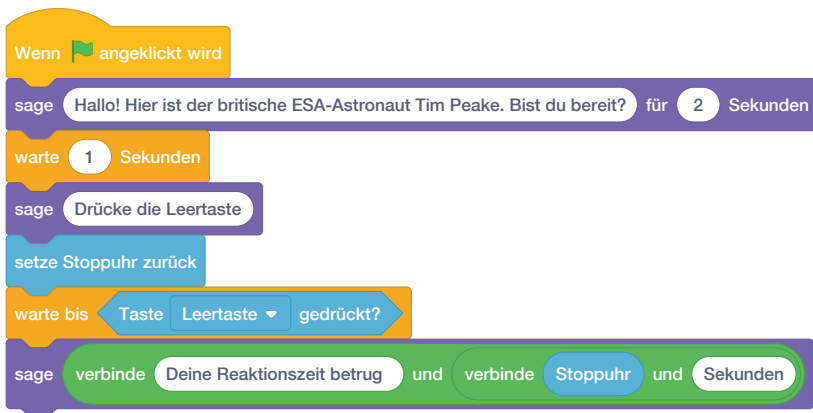 Wenn angeklickt wird
sage Hallo! Hier ist der britische ESA-Astronaut Tim Peake. Bist du bereit? für 2 Sekunden
warte 1 Sekunden
sage Drücke die Leertaste
setze Stoppuhr zurück
warte bis Taste Leertaste gedrückt?
sage verbinde Deine Reaktionszeit betrug und verbinde Stoppuhr und Sekunden